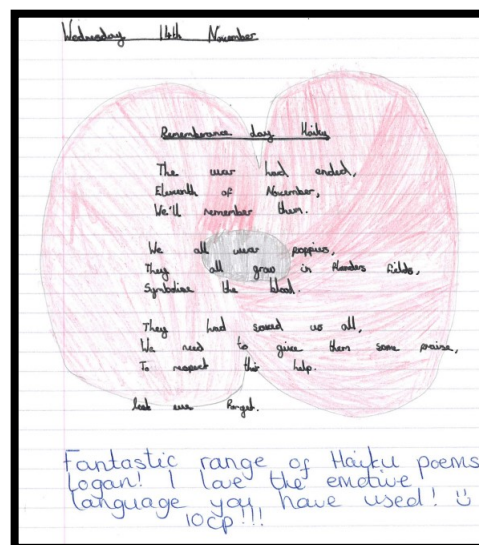 Wednesday 14th November
Remembrance day Haiku
The war had ended,
Eleventh of November,
We'll remember them.
We all wear poppies,
They all grow in Flanders Fields,
Symbolise the blood.
They had saved us all,
We need to give them some praise,
To respect their help.
Lest we Forget.
Fantastic range of Haiku poems
Logan! I love the emotive
language you have used!
10cp!!!